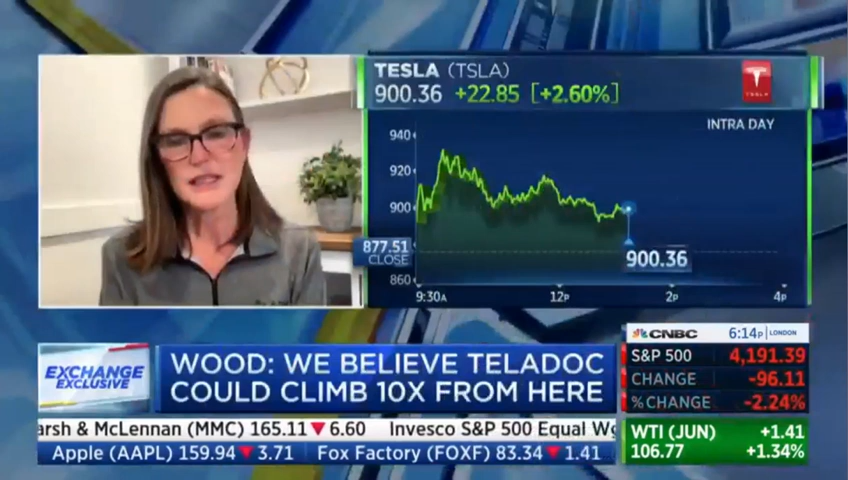 TESLA (TSLA)
900.36 +22.85 [+2.60%]
TESLA
INTRA DAY
940
920
900
877.51
CLOSE
860
900.36
9:30A 12P 2P 4P
EXCHANGE
EXCLUSIVE
WOOD: WE BELIEVE TELADOC
COULD CLIMB 10X FROM HERE
CNBC 6:14P LONDON
S&P 500 4,191.39
CHANGE -96.11
% CHANGE -2.24%
WTI (JUN) +1.41
106.77 +1.34%
arsh & McLennan (MMC) 165.11▼6.60 Invesco S&P 500 Equal
Apple (AAPL) 159.94▼3.71 Fox Factory (FOXF) 83.34▼1.41